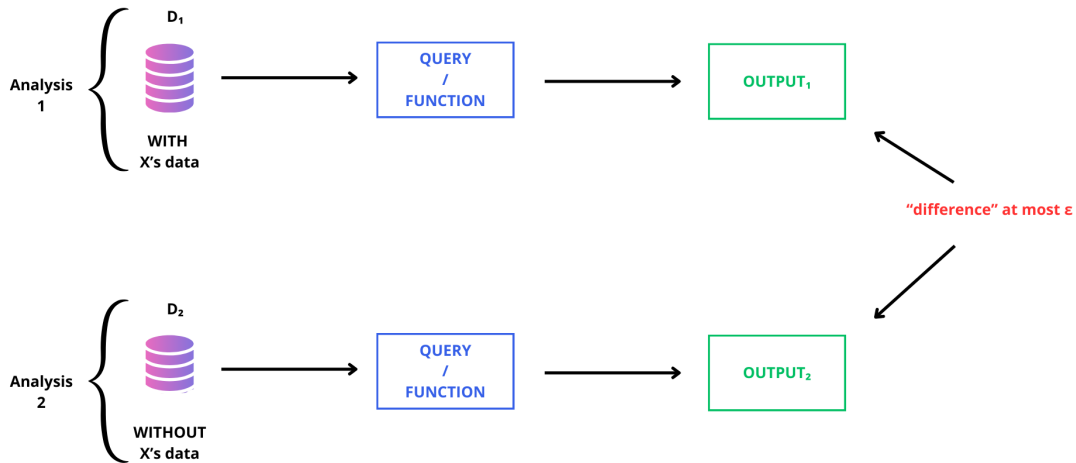 D₁
Analysis
1
WITH
X’s data
QUERY
/
FUNCTION
OUTPUT₁
“difference” at most ε
D₂
Analysis
2
WITHOUT
X’s data
QUERY
/
FUNCTION
OUTPUT₂